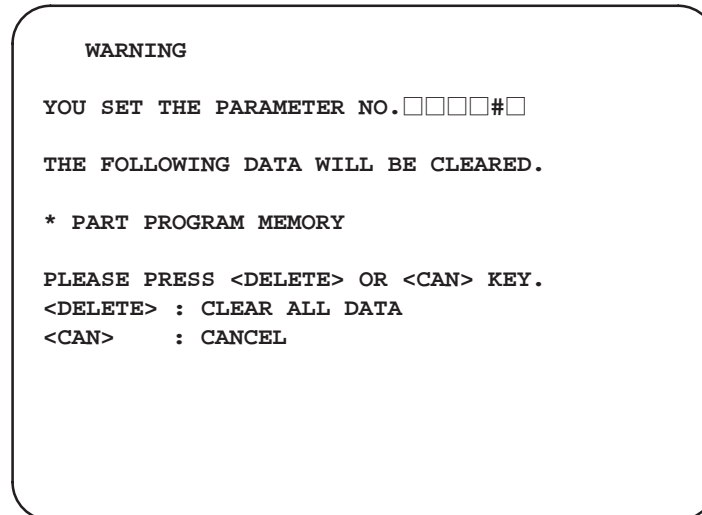 WARNING
YOU SET THE PARAMETER NO.□□□□#□
THE FOLLOWING DATA WILL BE CLEARED.
* PART PROGRAM MEMORY
PLEASE PRESS <DELETE> OR <CAN> KEY.
<DELETE> : CLEAR ALL DATA
<CAN> : CANCEL